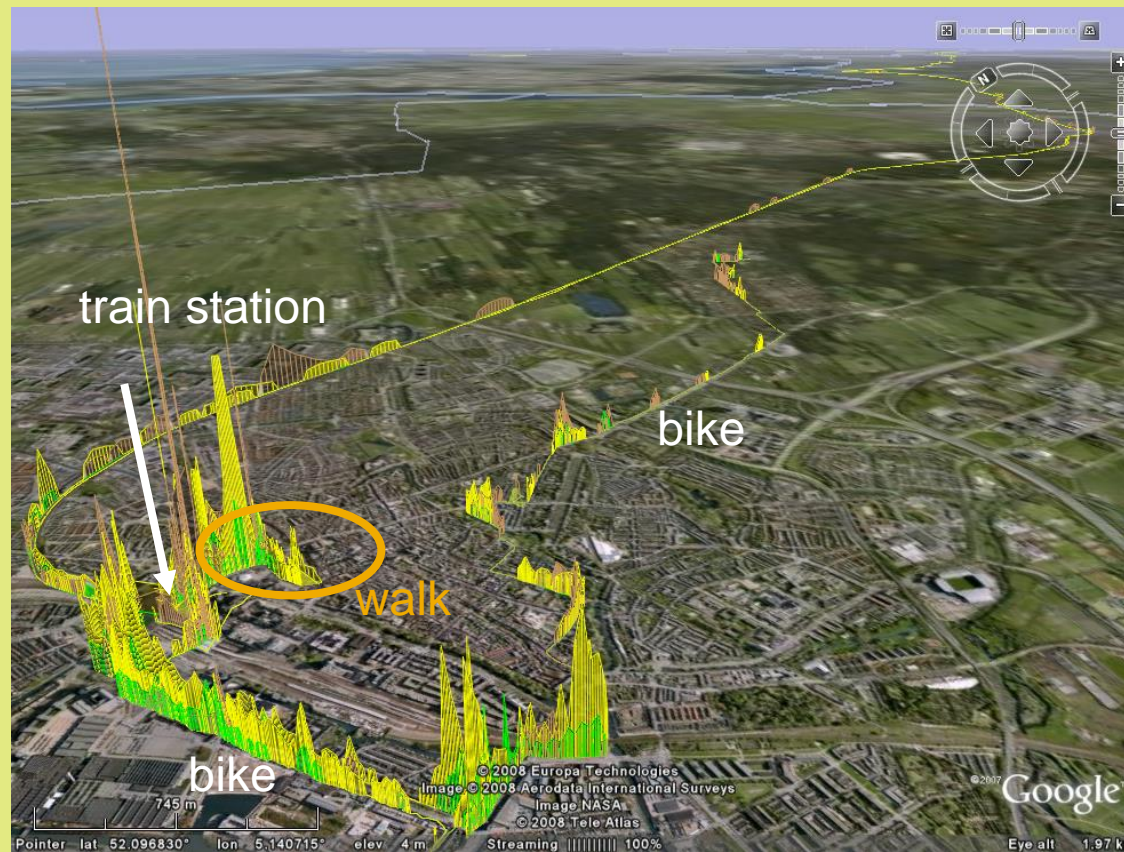 N
train station
bike
walk
bike
745 m
© 2008 Europa Technologies
Image © 2008 Aerodata International Surveys
Image NASA
© 2008 Tele Atlas
©2007 Google
Pointer lat 52.096830° lon 5.140715° elev 4 m Streaming 100% Eye alt 1.97 k